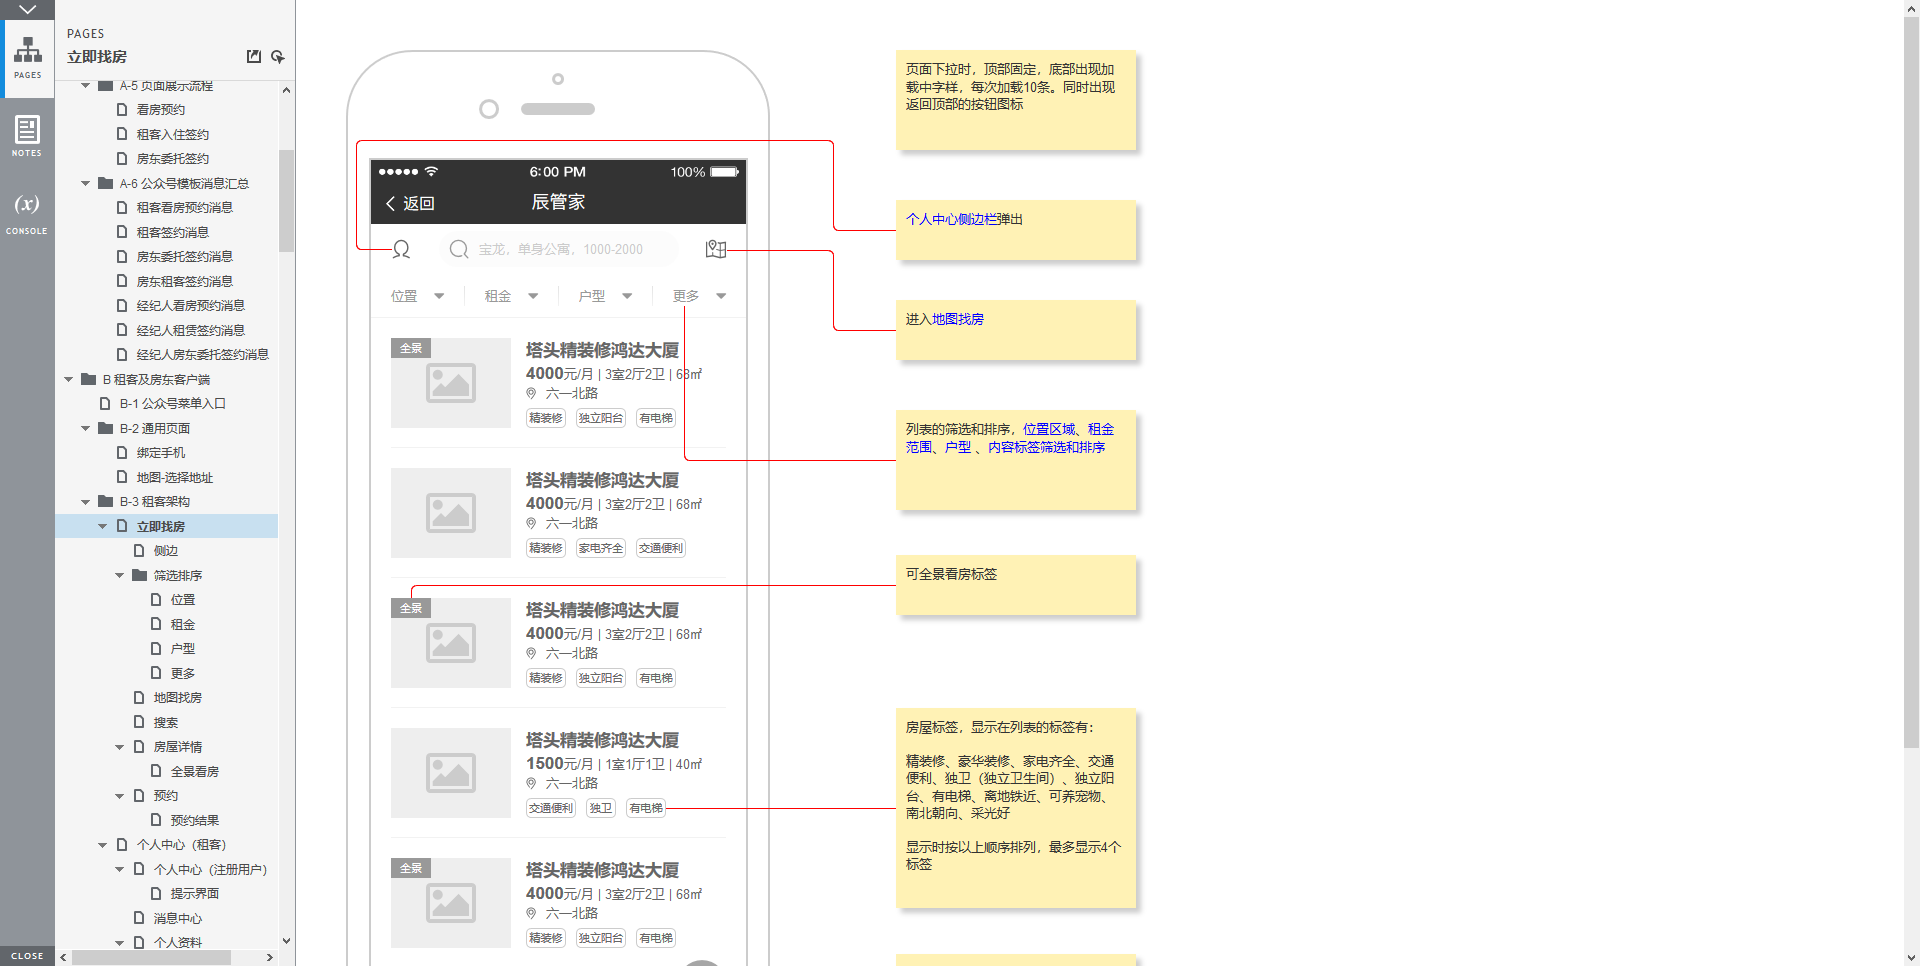 PAGES
立即找房
PAGES
NOTES
(x)
CONSOLE
CLOSE
A-5 页面展示流程
看房预约
租客入住签约
房东委托签约
A-6 公众号模板消息汇总
租客看房预约消息
租客签约消息
房东委托签约消息
房东租客签约消息
经纪人看房预约消息
经纪人租赁签约消息
经纪人房东委托签约消息
B 租客及房东客户端
B-1 公众号菜单入口
B-2 通用页面
绑定手机
地图-选择地址
B-3 租客架构
立即找房
侧边
筛选排序
位置
租金
户型
更多
地图找房
搜索
房屋详情
全景看房
预约
预约结果
个人中心（租客）
个人中心（注册用户）
提示界面
消息中心
个人资料
6:00 PM
100%
返回
辰管家
宝龙，单身公寓，1000-2000
位置
租金
户型
更多
全景
塔头精装修鸿达大厦
4000元/月 | 3室2厅2卫 | 68㎡
六一北路
精装修 独立阳台 有电梯
塔头精装修鸿达大厦
4000元/月 | 3室2厅2卫 | 68㎡
六一北路
精装修 家电齐全 交通便利
全景
塔头精装修鸿达大厦
4000元/月 | 3室2厅2卫 | 68㎡
六一北路
精装修 独立阳台 有电梯
塔头精装修鸿达大厦
1500元/月 | 1室1厅1卫 | 40㎡
六一北路
交通便利 独卫 有电梯
全景
塔头精装修鸿达大厦
4000元/月 | 3室2厅2卫 | 68㎡
六一北路
精装修 独立阳台 有电梯
页面下拉时，顶部固定，底部出现加
载中字样，每次加载10条。同时出现
返回顶部的按钮图标
个人中心侧边栏弹出
进入地图找房
列表的筛选和排序，位置区域、租金
范围、户型 、内容标签筛选和排序
可全景看房标签
房屋标签，显示在列表的标签有：
精装修、豪华装修、家电齐全、交通
便利、独卫（独立卫生间）、独立阳
台、有电梯、离地铁近、可养宠物、
南北朝向、采光好
显示时按以上顺序排列，最多显示4个
标签